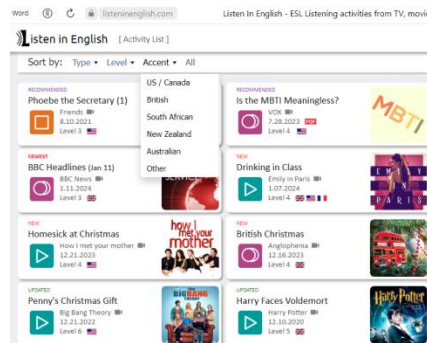 Word
listeninenglish.com
Listen In English - ESL Listening activities from TV, movi
Listen in English
[Activity List]
Sort by: Type • Level • Accent • All
US / Canada
British
South African
New Zealand
Australian
Other
RECOMMENDED
Phoebe the Secretary (1)
Friends
8.10.2021
Level 3
RECOMMENDED
Is the MBTI Meaningless?
VOX
7.28.2023 PDF
Level 4
MBTI
NEWEST
BBC Headlines (Jan 11)
BBC News
1.11.2024
Level 3
NEW
Drinking in Class
Emily in Paris
1.07.2024
Level 4
EMILY
IN
PARIS
NEW
Homesick at Christmas
How I met your mother
12.21.2023
Level 4
how I
met your
mother
NEW
British Christmas
Anglophenia
12.16.2023
Level 4
UPDATED
Penny's Christmas Gift
Big Bang Theory
12.21.2022
Level 6
BIG BANG
THEORY
UPDATED
Harry Faces Voldemort
Harry Potter
12.10.2020
Level 5
Harry Potter